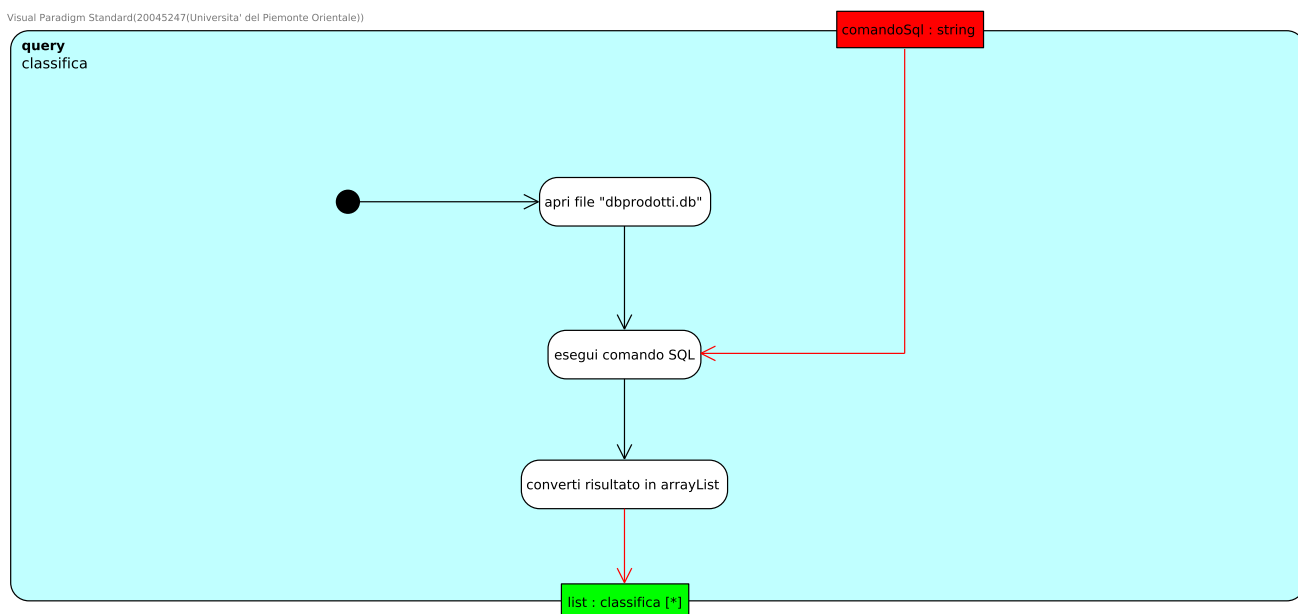 Visual Paradigm Standard(20045247(Universita' del Piemonte Orientale))
comandoSql : string
query
classifica
apri file "dbprodotti.db"
esegui comando SQL
converti risultato in arrayList
list : classifica [*]